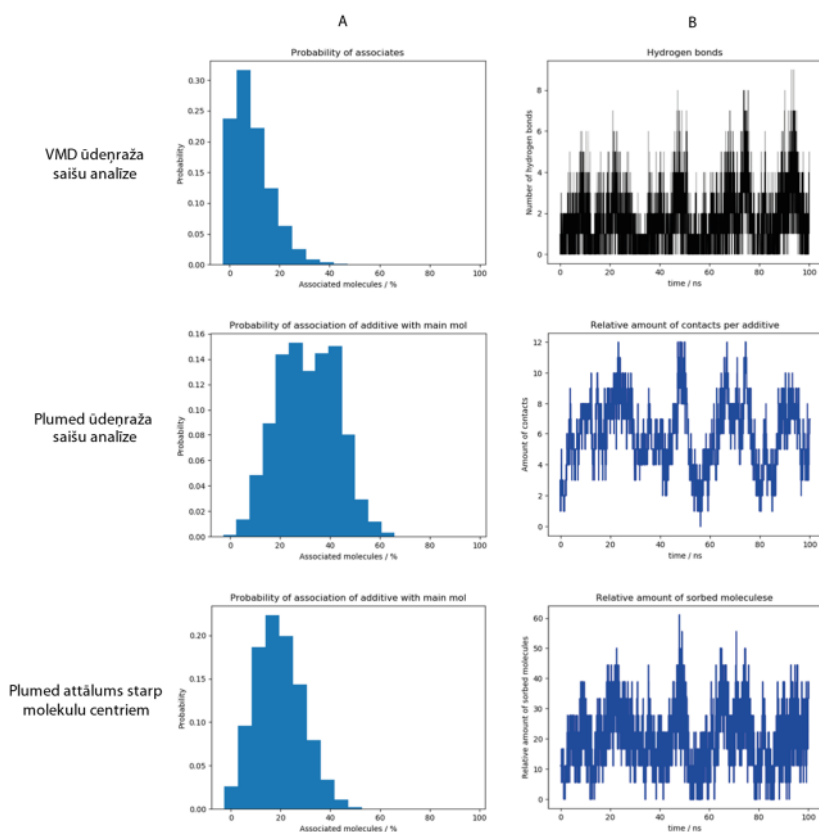 A
B
VMD ūdeņraža
saišu analīze
Probability of associates
Probability
0.30
0.25
0.20
0.15
0.10
0.05
0.00
0 20 40 60 80 100
Associated molecules / %
Hydrogen bonds
Number of hydrogen bonds
8
6
4
2
0
0 20 40 60 80 100
time / ns
Plumed ūdeņraža
saišu analīze
Probability of association of additive with main mol
Probability
0.16
0.14
0.12
0.10
0.08
0.06
0.04
0.02
0.00
0 20 40 60 80 100
Associated molecules / %
Relative amount of contacts per additive
Amount of contacts
12
10
8
6
4
2
0
0 20 40 60 80 100
time / ns
Plumed attālums starp
molekulu centriem
Probability of association of additive with main mol
Probability
0.20
0.15
0.10
0.05
0.00
0 20 40 60 80 100
Associated molecules / %
Relative amount of sorbed moleculese
Relative amount of sorbed molecules
60
50
40
30
20
10
0
0 20 40 60 80 100
time / ns